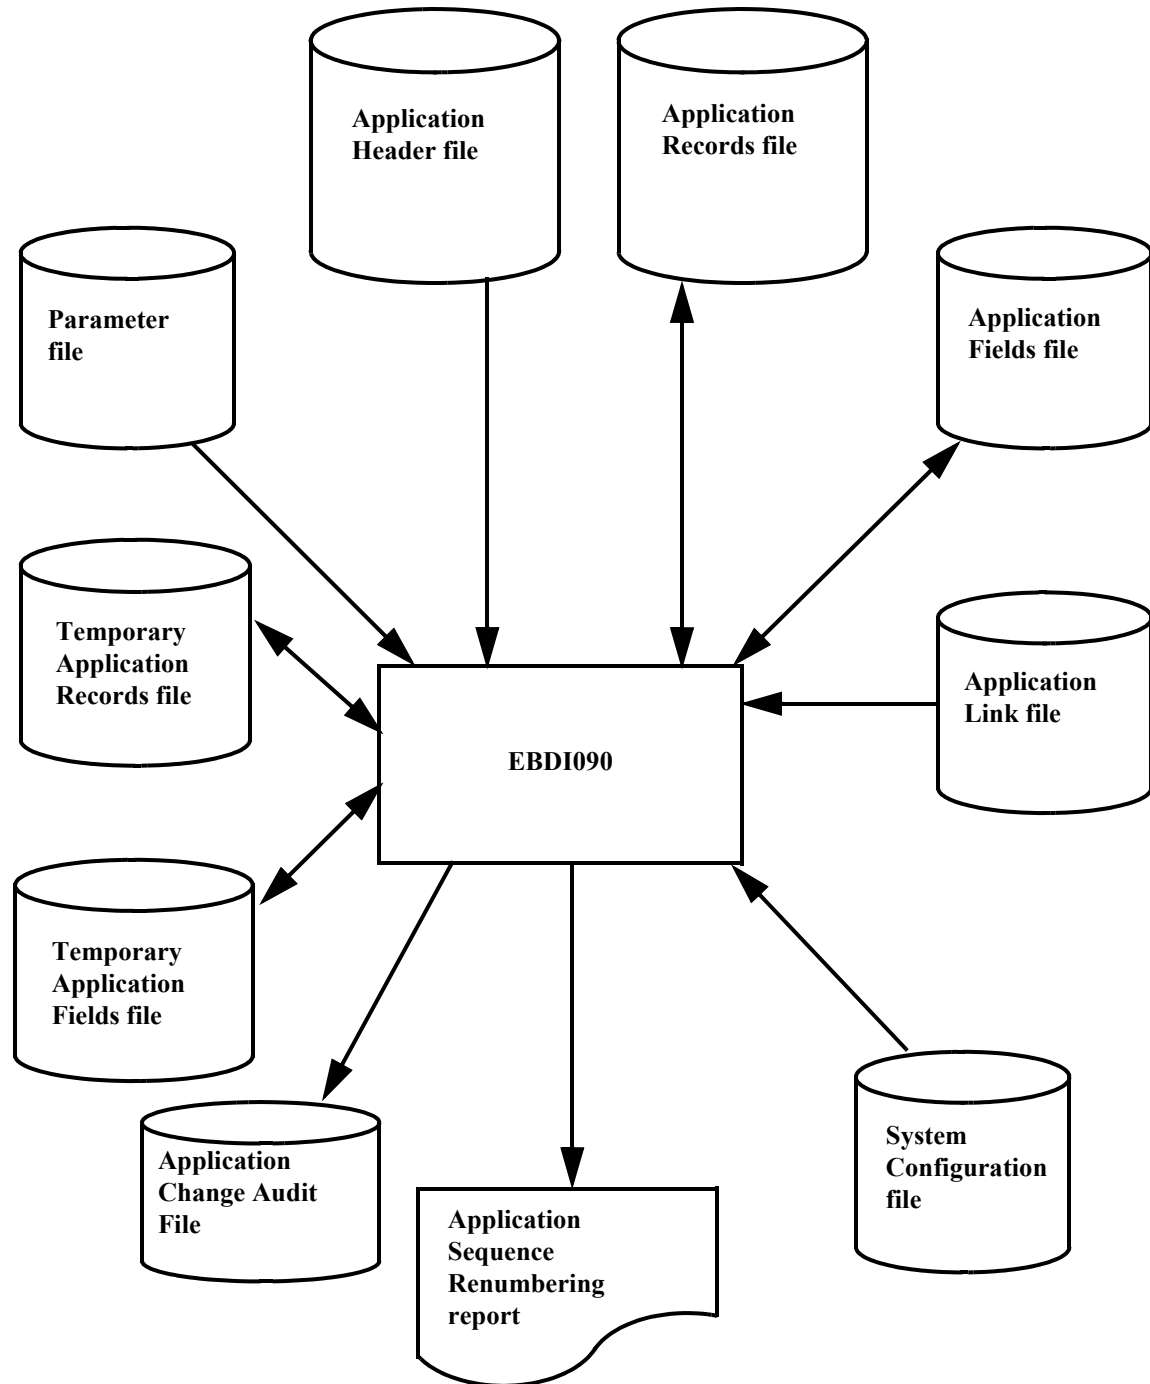 Application
Header file
Application
Records file
Parameter
file
Application
Fields file
Temporary
Application
Records file
Application
Link file
EBDI090
Temporary
Application
Fields file
Application
Change Audit
File
System
Configuration
file
Application
Sequence
Renumbering
report